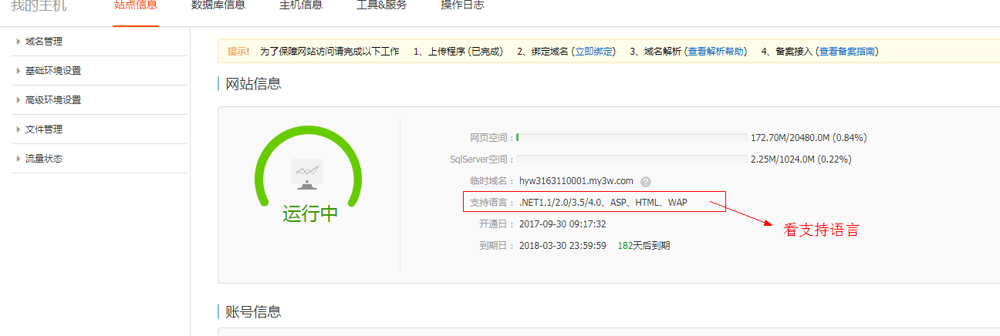 我的主机 站点信息 数据库信息 主机信息 工具&服务 操作日志
域名管理
基础环境设置
高级环境设置
文件管理
流量状态
提示! 为了保障网站访问请完成以下工作 1、上传程序 (已完成) 2、绑定域名 (立即绑定) 3、域名解析 (查看解析帮助) 4、备案接入 (查看备案指南)
网站信息
运行中
网页空间: 172.70M/20480.0M (0.84%)
SqlServer空间: 2.25M/1024.0M (0.22%)
临时域名: hyw3163110001.my3w.com ?
支持语言: .NET1.1/2.0/3.5/4.0、ASP、HTML、WAP
看支持语言
开通日: 2017-09-30 09:17:32
到期日: 2018-03-30 23:59:59 182天后到期
账号信息